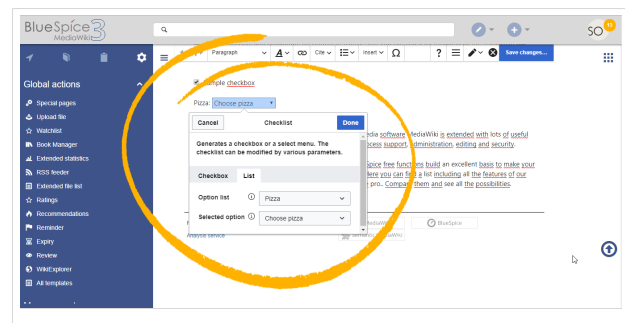 BlueSpice 3
MediaWiki
SO 13
Paragraph A Cite Insert Ω ? Save changes...
Global actions
Special pages
Upload file
Watchlist
Book Manager
Extended statistics
RSS feeder
Extended file list
Ratings
Recommendations
Reminder
Expiry
Review
WikiExplorer
All templates
checkbox
Pizza: Choose pizza
Cancel Checklist Done
Generates a checkbox or a select menu. The
checklist can be modified by various parameters.
Checkbox List
Option list Pizza
Selected option Choose pizza
software MediaWiki is extended with lots of useful
support, administration, editing and security.
free functions build an excellent basis to make your
you can find a list including all the features of our
pro.. Compare them and see all the possibilities.
MediaWiki
BlueSpice
Analysis service